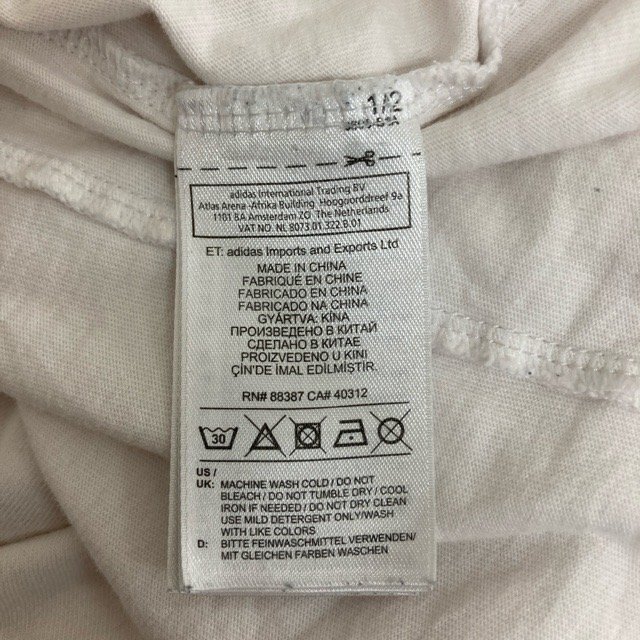 1/2
adidas International Trading BV
Atlas Arena -Afrika Building Hoogoorddreef 9a
1101 BA Amsterdam ZO The Netherlands
VAT NO. NL 8073.01.322.B.01
ET: adidas Imports and Exports Ltd
MADE IN CHINA
FABRIQUÉ EN CHINE
FABRICADO EN CHINA
FABRICADO NA CHINA
GYÁRTVA: KÍNA
ПРОИЗВЕДЕНО В КИТАЙ
СДЕЛАНО В КИТАЕ
PROIZVEDENO U KINI
ÇİN'DE İMAL EDİLMİŞTİR.
RN# 88387 CA# 40312
30
US /
UK: MACHINE WASH COLD / DO NOT
BLEACH / DO NOT TUMBLE DRY / COOL
IRON IF NEEDED / DO NOT DRY CLEAN
USE MILD DETERGENT ONLY/WASH
WITH LIKE COLORS
D: BITTE FEINWASCHMITTEL VERWENDEN/
MIT GLEICHEN FARBEN WASCHEN